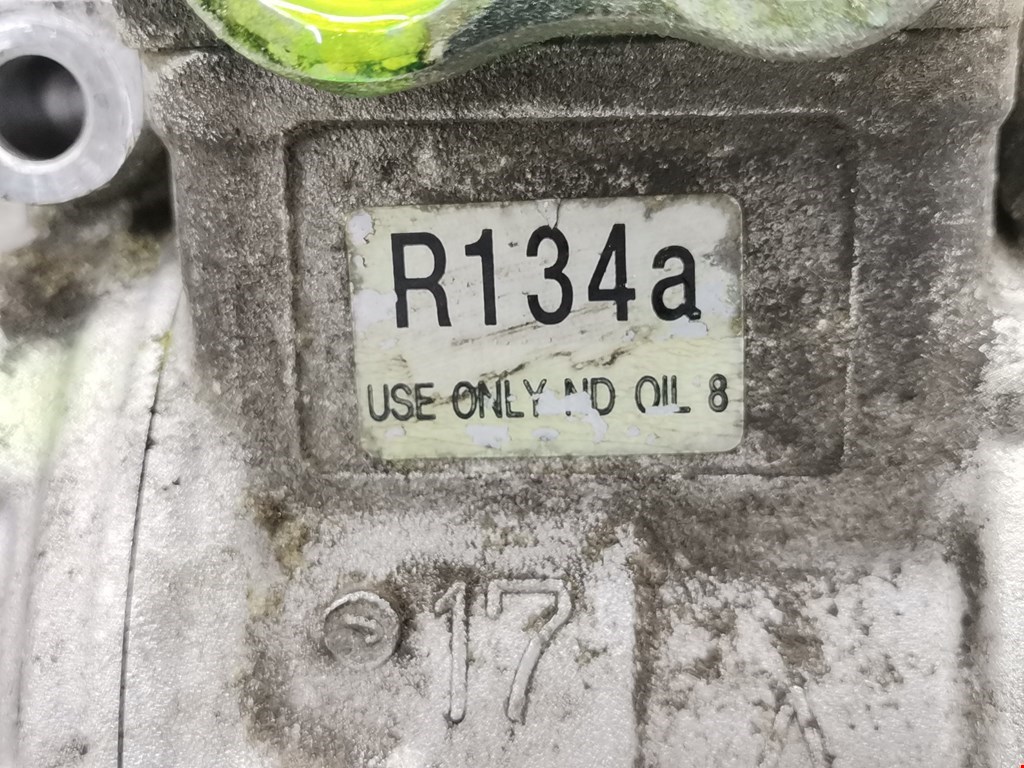 R134a
USE ONLY ND OIL 8
17